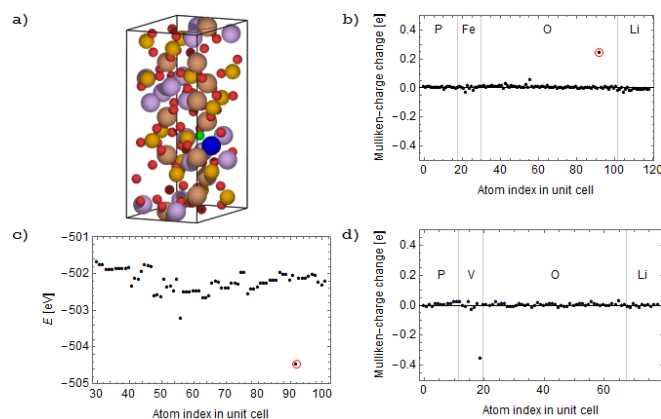 a)
b)
Mulliken-charge change [e]
0.4
0.2
0.0
-0.2
-0.4
P Fe O Li
0 20 40 60 80 100 120
Atom index in unit cell
c)
E [eV]
-501
-502
-503
-504
-505
30 40 50 60 70 80 90 100
Atom index in unit cell
d)
Mulliken-charge change [e]
0.4
0.2
0.0
-0.2
-0.4
P V O Li
0 20 40 60
Atom index in unit cell